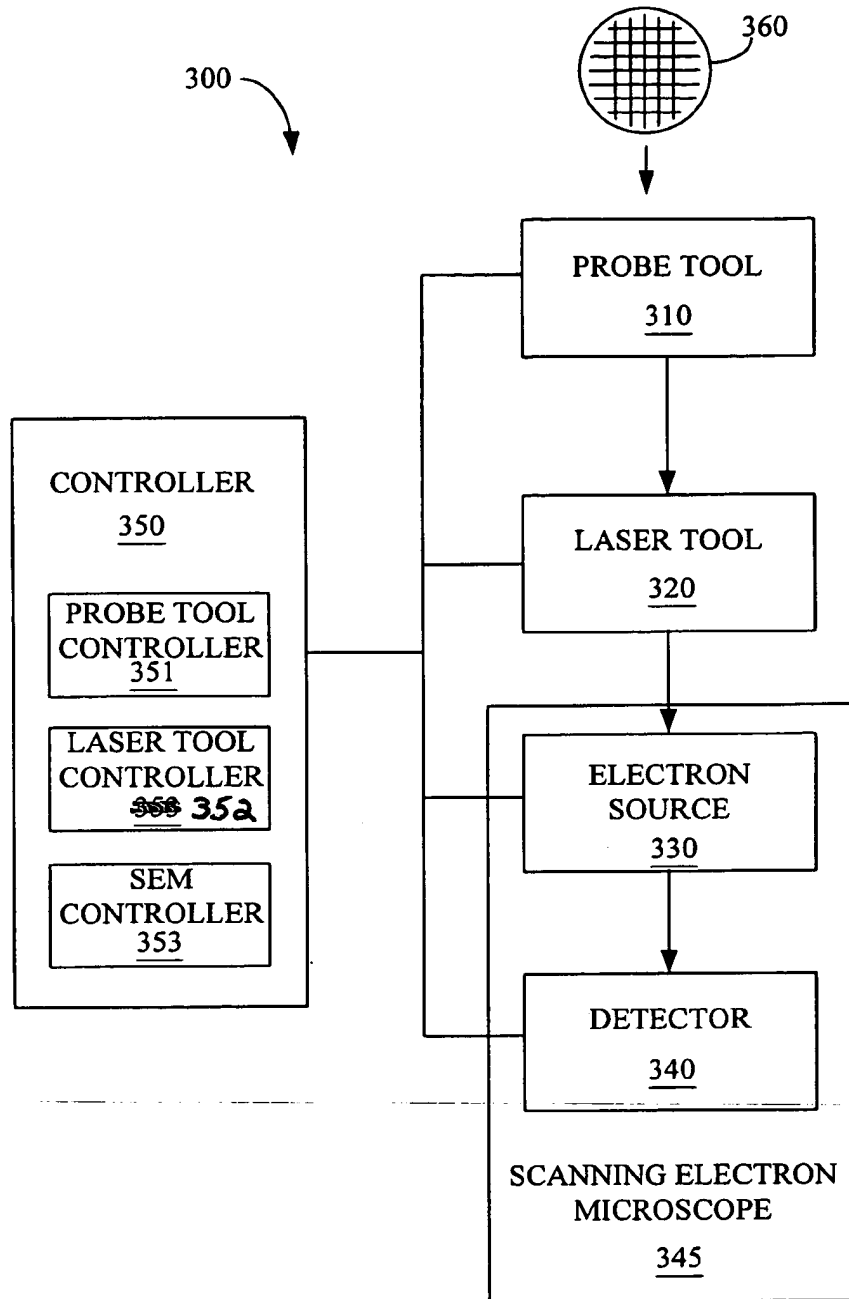 360
300
PROBE TOOL
310
CONTROLLER
350
LASER TOOL
320
PROBE TOOL
CONTROLLER
351
LASER TOOL
CONTROLLER
352
ELECTRON
SOURCE
330
SEM
CONTROLLER
353
DETECTOR
340
SCANNING ELECTRON
MICROSCOPE
345